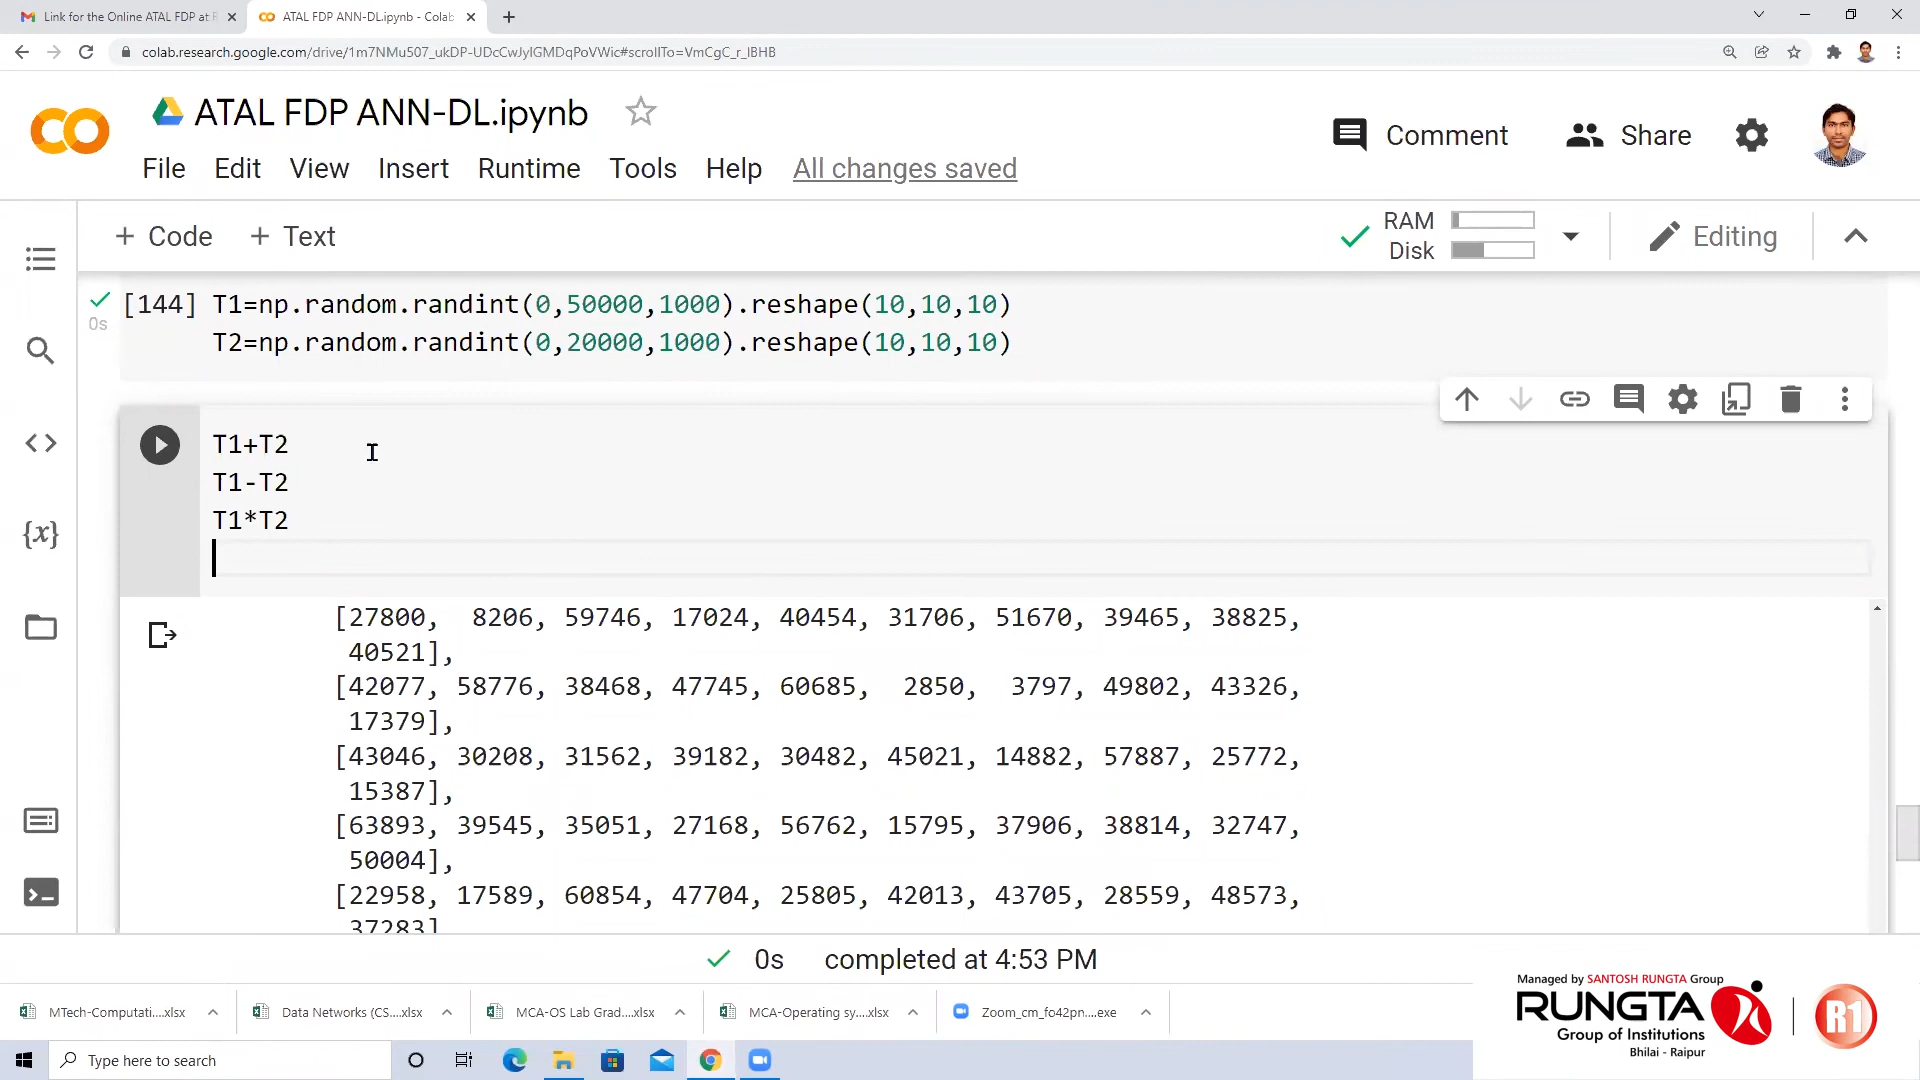 Link for the Online ATAL FDP at R
ATAL FDP ANN-DL.ipynb - Colab
colab.research.google.com/drive/1m7NMu507_ukDP-UDcCwJyIGMDqPoVWic#scrollTo=VmCgC_r_lBHB
ATAL FDP ANN-DL.ipynb
Comment
Share
File Edit View Insert Runtime Tools Help All changes saved
+ Code + Text
RAM
Disk
Editing
[144] T1=np.random.randint(0,50000,1000).reshape(10,10,10)
0s
T2=np.random.randint(0,20000,1000).reshape(10,10,10)
T1+T2
T1-T2
T1*T2
{x}
[27800, 8206, 59746, 17024, 40454, 31706, 51670, 39465, 38825,
40521],
[42077, 58776, 38468, 47745, 60685, 2850, 3797, 49802, 43326,
17379],
[43046, 30208, 31562, 39182, 30482, 45021, 14882, 57887, 25772,
15387],
[63893, 39545, 35051, 27168, 56762, 15795, 37906, 38814, 32747,
50004],
[22958, 17589, 60854, 47704, 25805, 42013, 43705, 28559, 48573,
37283]
0s completed at 4:53 PM
MTech-Computati....xlsx
Data Networks (CS....xlsx
MCA-OS Lab Grad....xlsx
MCA-Operating sy....xlsx
Zoom_cm_fo42pn....exe
Managed by SANTOSH RUNGTA Group
RUNGTA
Group of Institutions
Bhilai - Raipur
R1
Type here to search